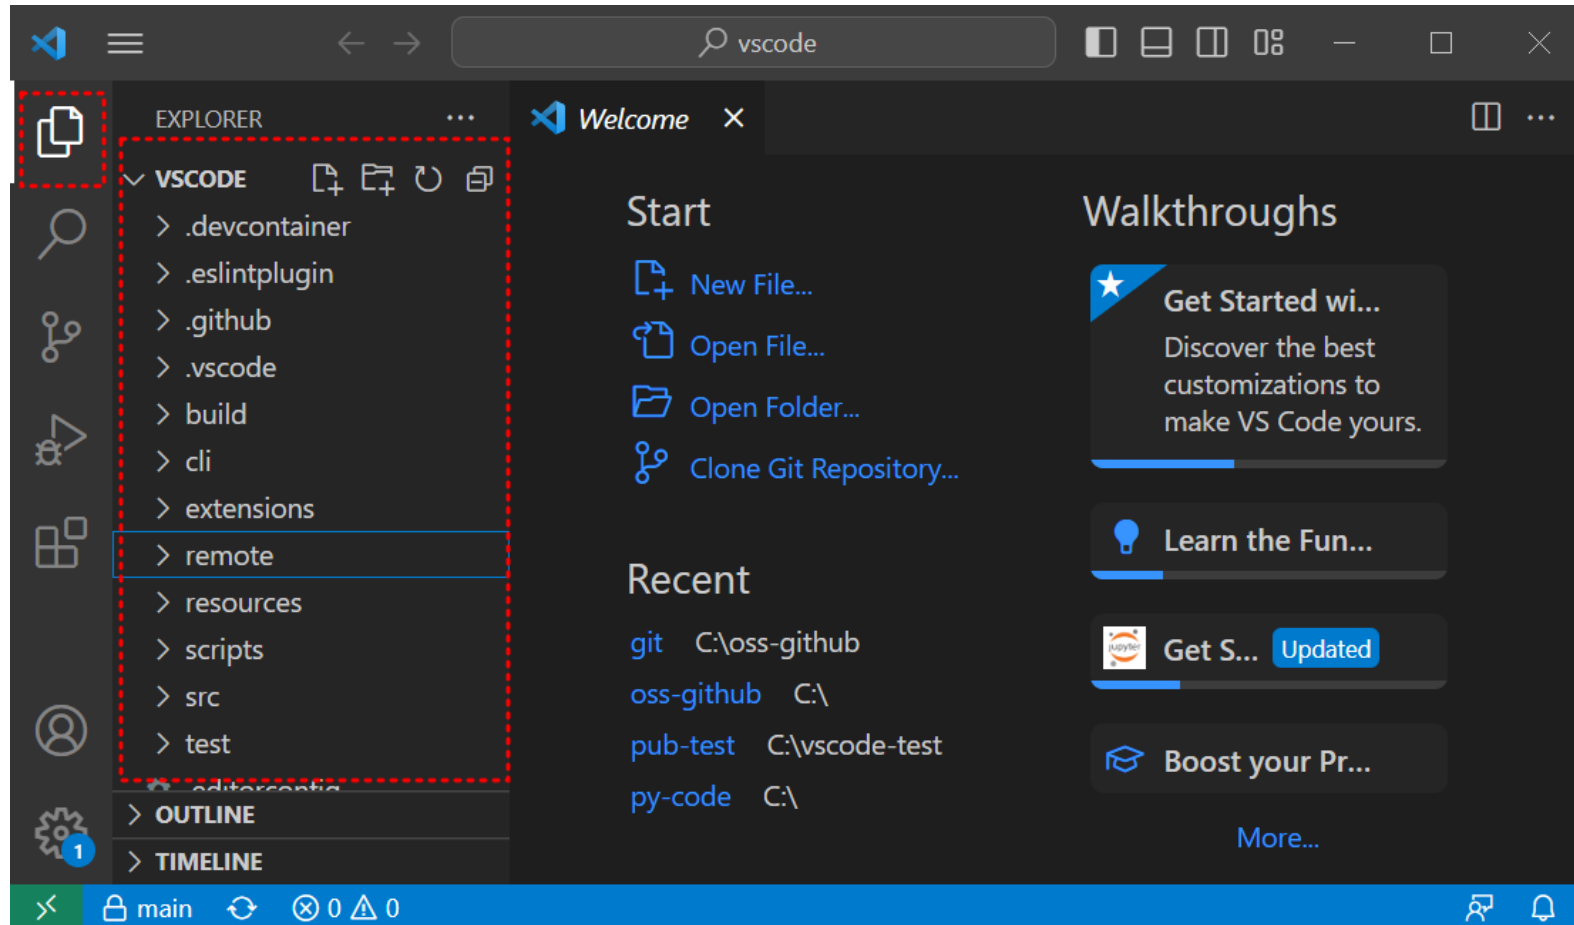 vscode
EXPLORER
VSCODE
.devcontainer
.eslintplugin
.github
.vscode
build
cli
extensions
remote
resources
scripts
src
test
.editorconfig
OUTLINE
TIMELINE
Welcome
Start
New File...
Open File...
Open Folder...
Clone Git Repository...
Recent
git C:\oss-github
oss-github C:\
pub-test C:\vscode-test
py-code C:\
Walkthroughs
Get Started wi...
Discover the best
customizations to
make VS Code yours.
Learn the Fun...
jupyter
Get S... Updated
Boost your Pr...
More...
1
main 0 0